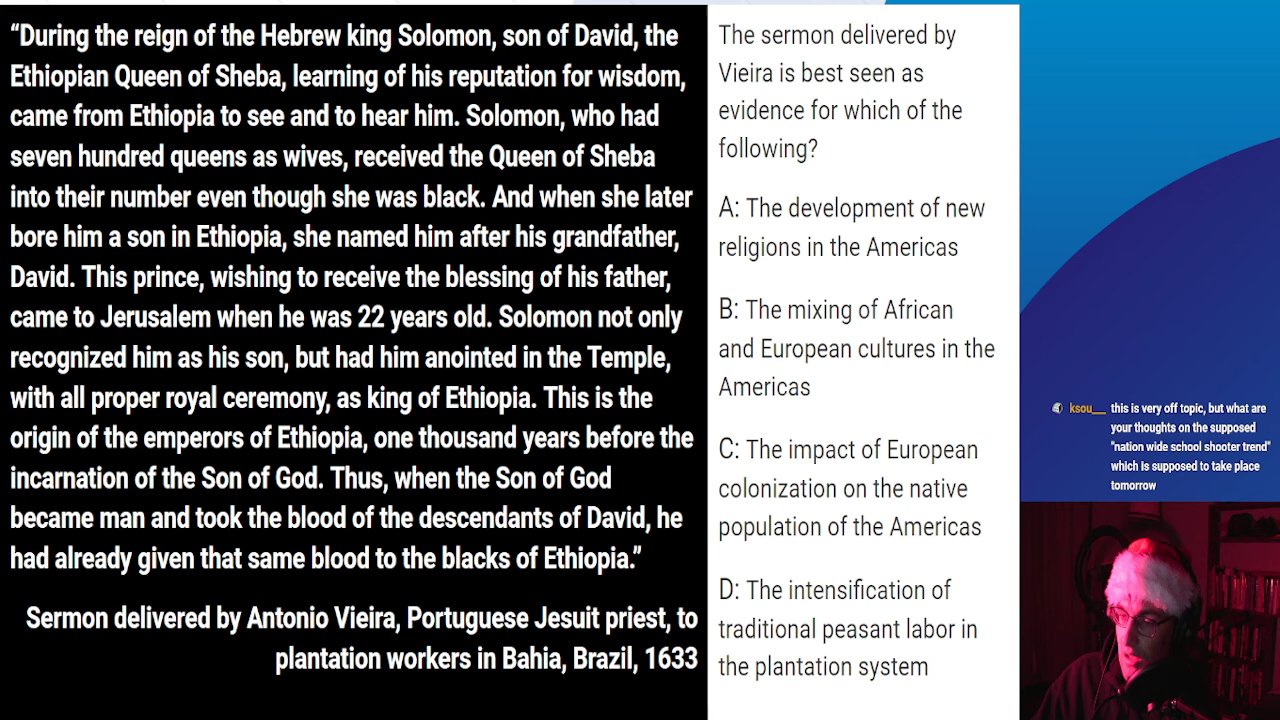 “During the reign of the Hebrew king Solomon, son of David, the
Ethiopian Queen of Sheba, learning of his reputation for wisdom,
came from Ethiopia to see and to hear him. Solomon, who had
seven hundred queens as wives, received the Queen of Sheba
into their number even though she was black. And when she later
bore him a son in Ethiopia, she named him after his grandfather,
David. This prince, wishing to receive the blessing of his father,
came to Jerusalem when he was 22 years old. Solomon not only
recognized him as his son, but had him anointed in the Temple,
with all proper royal ceremony, as king of Ethiopia. This is the
origin of the emperors of Ethiopia, one thousand years before the
incarnation of the Son of God. Thus, when the Son of God
became man and took the blood of the descendants of David, he
had already given that same blood to the blacks of Ethiopia.”
Sermon delivered by Antonio Vieira, Portuguese Jesuit priest, to
plantation workers in Bahia, Brazil, 1633
The sermon delivered by
Vieira is best seen as
evidence for which of the
following?
A: The development of new
religions in the Americas
B: The mixing of African
and European cultures in the
Americas
C: The impact of European
colonization on the native
population of the Americas
D: The intensification of
traditional peasant labor in
the plantation system
ksou__ this is very off topic, but what are
your thoughts on the supposed
"nation wide school shooter trend"
which is supposed to take place
tomorrow